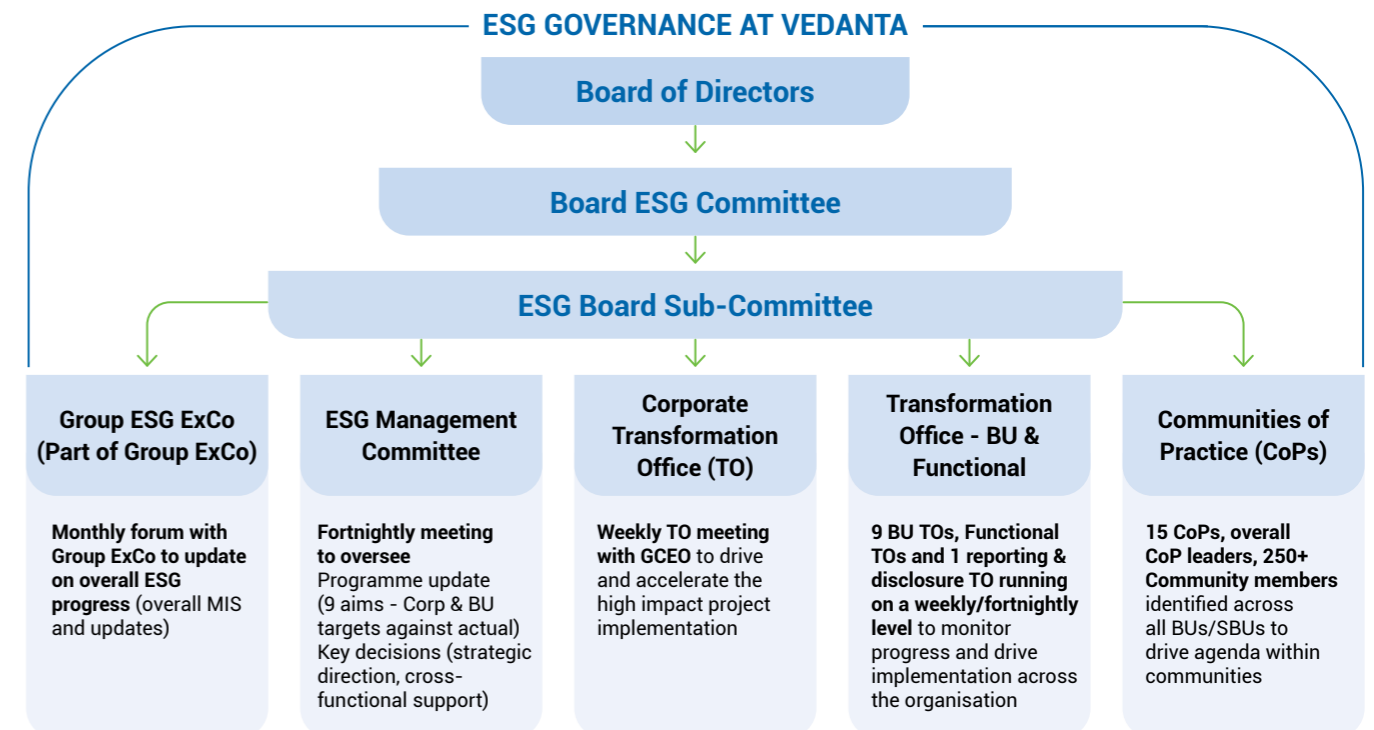 ESG GOVERNANCE AT VEDANTA
Board of Directors
Board ESG Committee
ESG Board Sub-Committee
Group ESG ExCo
(Part of Group ExCo)
Monthly forum with
Group ExCo to update
on overall ESG
progress (overall MIS
and updates)
ESG Management
Committee
Fortnightly meeting
to oversee
Programme update
(9 aims - Corp & BU
targets against actual)
Key decisions (strategic
direction, cross-
functional support)
Corporate
Transformation
Office (TO)
Weekly TO meeting
with GCEO to drive
and accelerate the
high impact project
implementation
Transformation
Office - BU &
Functional
9 BU TOs, Functional
TOs and 1 reporting &
disclosure TO running
on a weekly/fortnightly
level to monitor
progress and drive
implementation across
the organisation
Communities of
Practice (CoPs)
15 CoPs, overall
CoP leaders, 250+
Community members
identified across
all BUs/SBUs to
drive agenda within
communities